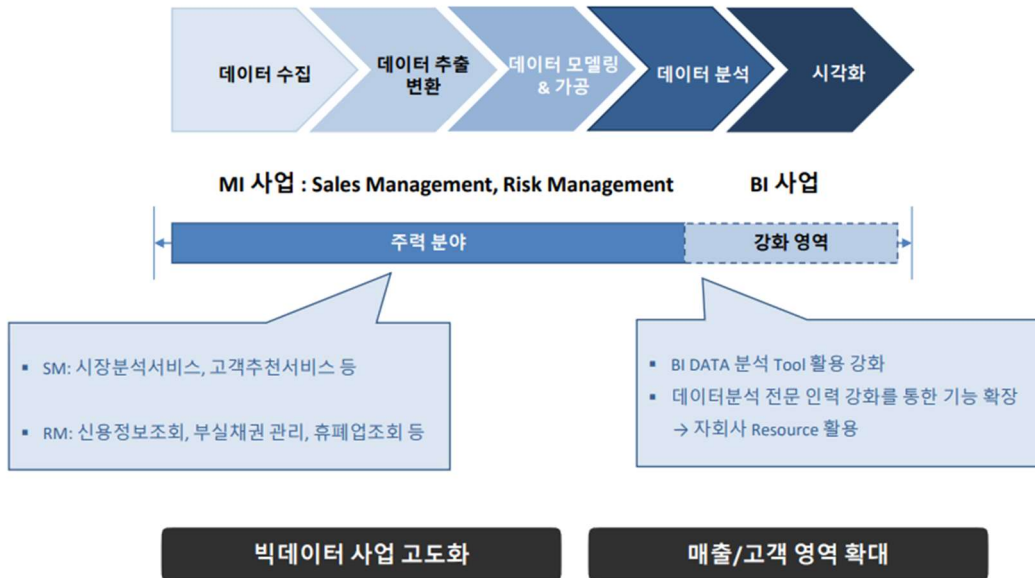 데이터 수집
데이터 추출
변환
데이터 모델링
& 가공
데이터 분석
시각화
MI 사업 : Sales Management, Risk Management
BI 사업
주력 분야
강화 영역
▪ SM: 시장분석서비스, 고객추천서비스 등
▪ RM: 신용정보조회, 부실채권 관리, 휴폐업조회 등
▪ BI DATA 분석 Tool 활용 강화
▪ 데이터분석 전문 인력 강화를 통한 기능 확장
→ 자회사 Resource 활용
빅데이터 사업 고도화
매출/고객 영역 확대